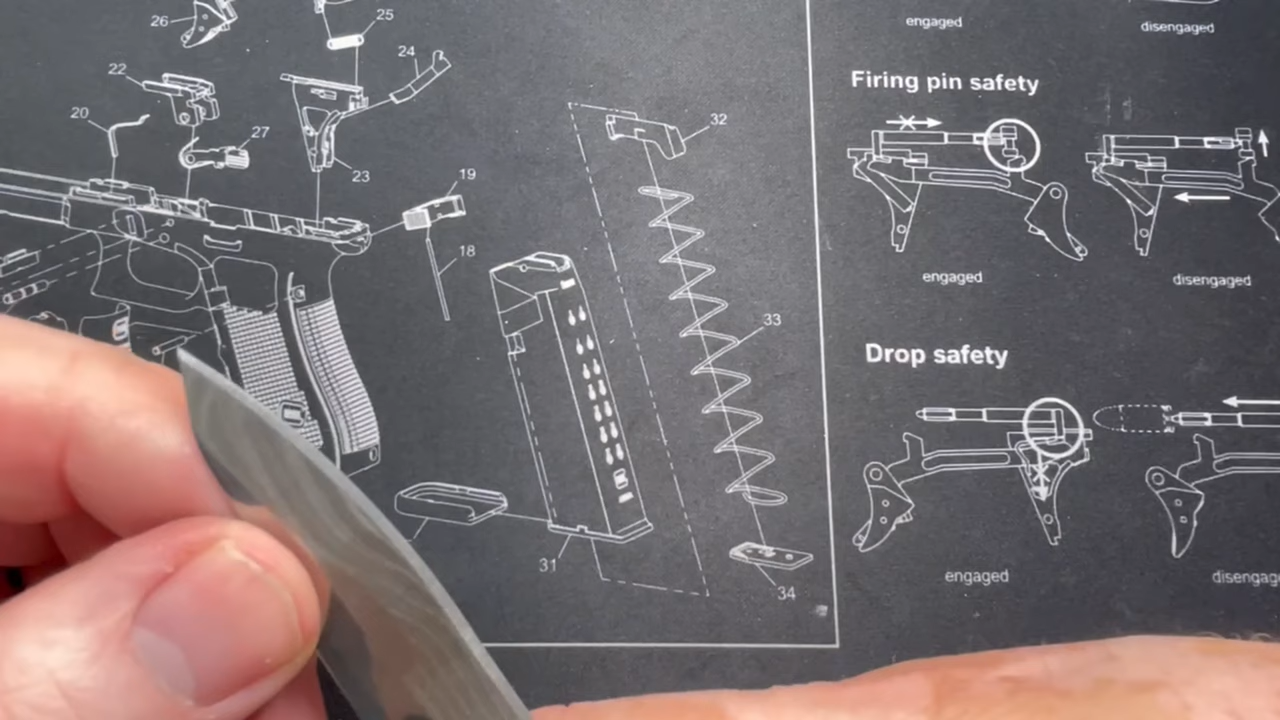 26
25
24
22
20
27
23
19
18
32
33
31
34
engaged
disengaged
Firing pin safety
engaged
disengaged
Drop safety
engaged